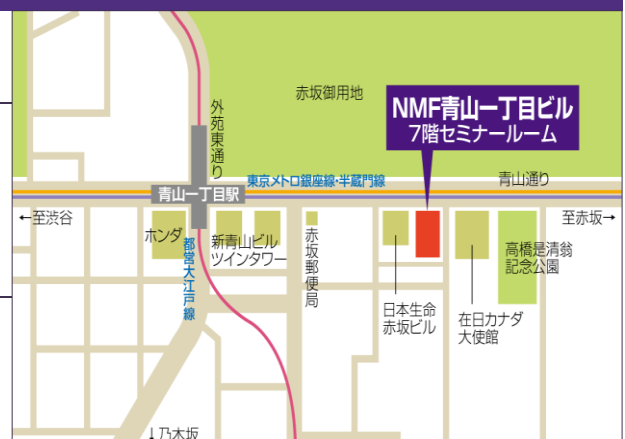 赤坂御用地
NMF青山一丁目ビル
7階セミナールーム
外苑東通り
東京メトロ銀座線・半蔵門線
青山通り
青山一丁目駅
←至渋谷
至赤坂→
ホンダ
都営大江戸線
新青山ビル
ツインタワー
赤坂郵便局
日本生命
赤坂ビル
在日カナダ
大使館
高橋是清翁
記念公園
↓乃木坂